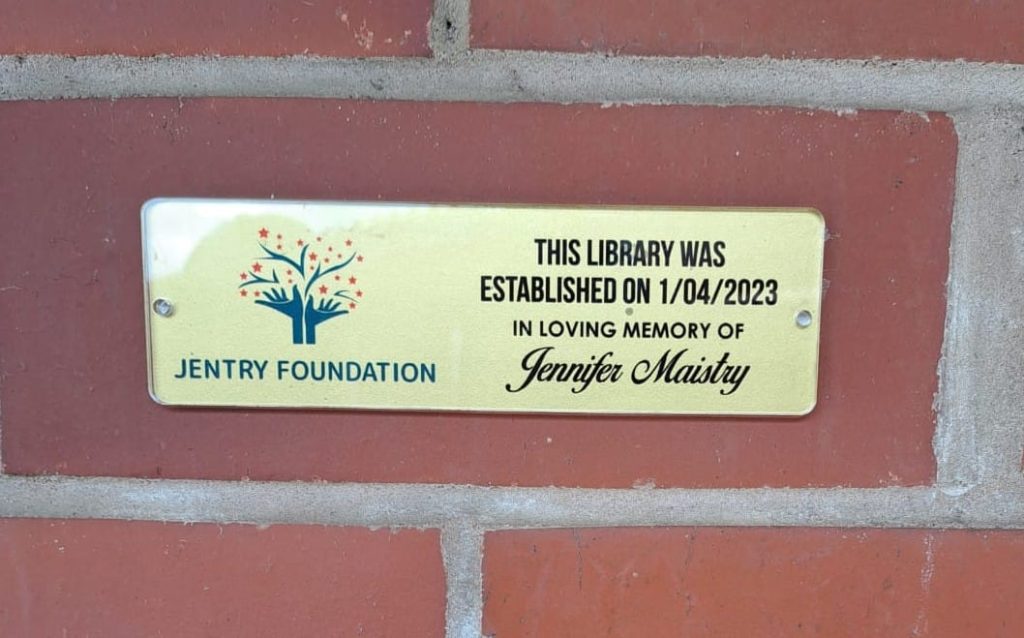 JENTRY FOUNDATION
THIS LIBRARY WAS
ESTABLISHED ON 1/04/2023
IN LOVING MEMORY OF
Jennifer Maistry